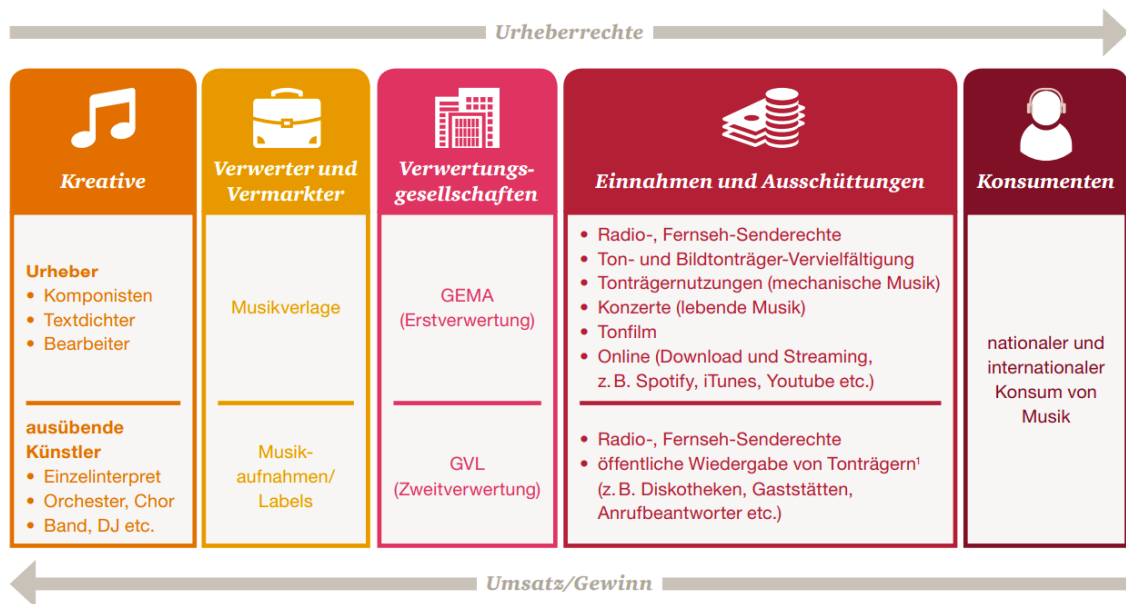 Urheberrechte
Kreative
Verwerter und
Vermarkter
Verwertungs-
gesellschaften
Einnahmen und Ausschüttungen
Konsumenten
Urheber
• Komponisten
• Textdichter
• Bearbeiter
Musikverlage
GEMA
(Erstverwertung)
• Radio-, Fernseh-Senderechte
• Ton- und Bildtonträger-Vervielfältigung
• Tonträgernutzungen (mechanische Musik)
• Konzerte (lebende Musik)
• Tonfilm
• Online (Download und Streaming,
z. B. Spotify, iTunes, Youtube etc.)
nationaler und
internationaler
Konsum von
Musik
ausübende
Künstler
• Einzelinterpret
• Orchester, Chor
• Band, DJ etc.
Musik-
aufnahmen/
Labels
GVL
(Zweitverwertung)
• Radio-, Fernseh-Senderechte
• öffentliche Wiedergabe von Tonträgern¹
(z. B. Diskotheken, Gaststätten,
Anrufbeantworter etc.)
Umsatz/Gewinn